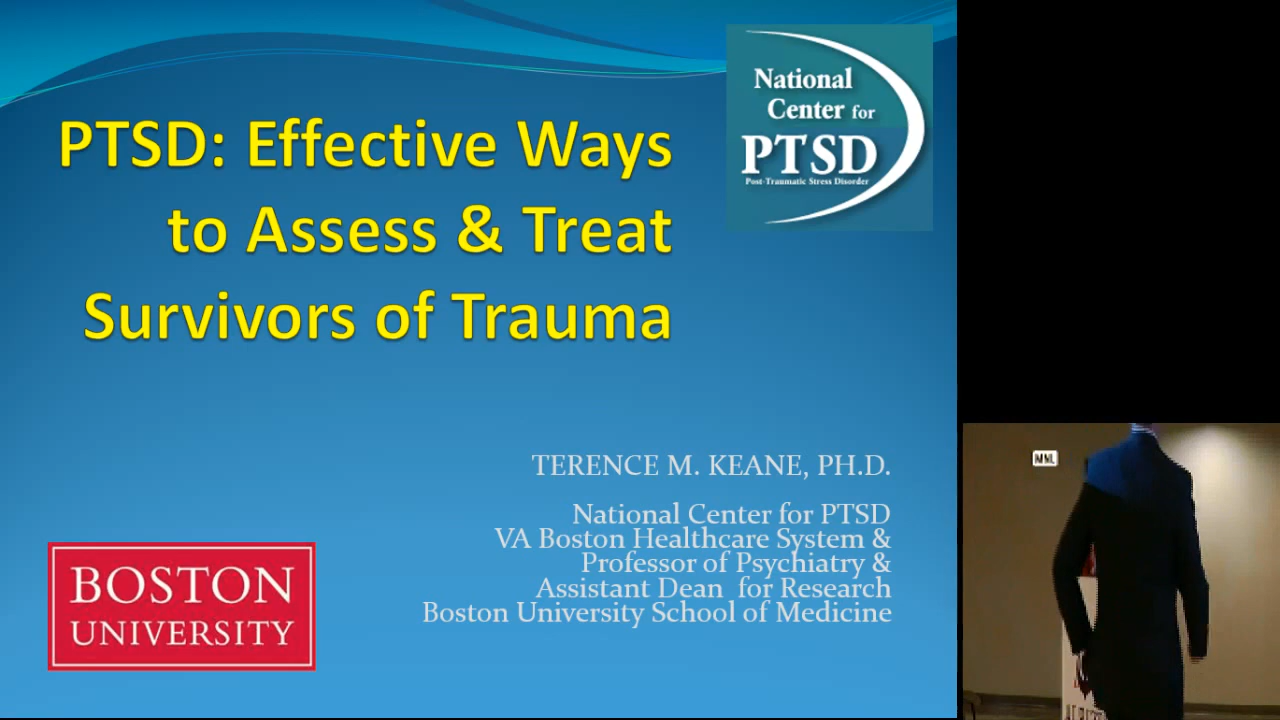 PTSD: Effective Ways
to Assess & Treat
Survivors of Trauma
National
Center for
PTSD
Post-Traumatic Stress Disorder
TERENCE M. KEANE, PH.D.
National Center for PTSD
VA Boston Healthcare System &
Professor of Psychiatry &
Assistant Dean for Research
Boston University School of Medicine
BOSTON
UNIVERSITY